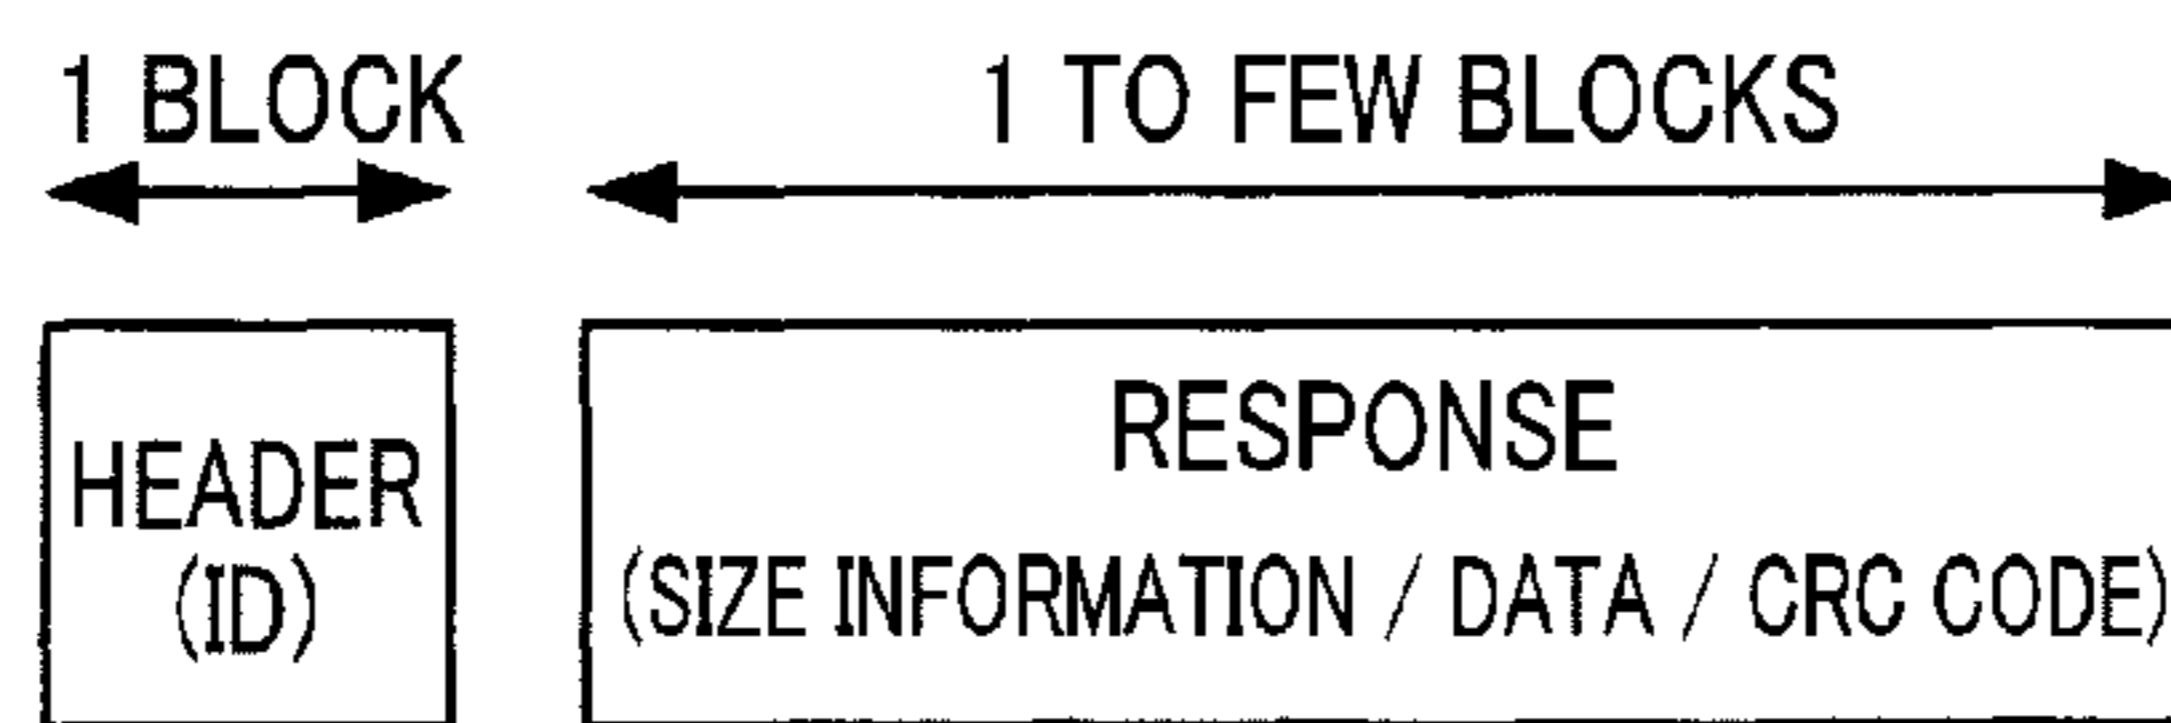 1 BLOCK
1 TO FEW BLOCKS
HEADER
(ID)
RESPONSE
(SIZE INFORMATION / DATA / CRC CODE)